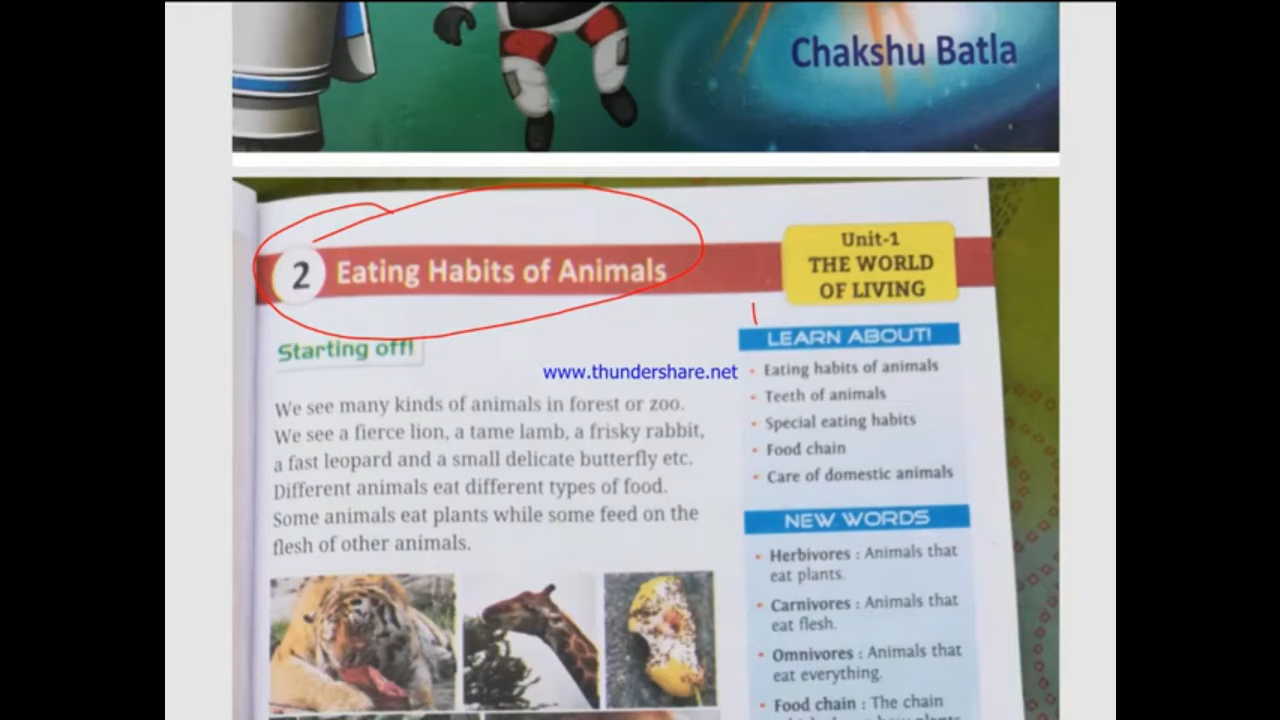 Chakshu Batla
2 Eating Habits of Animals
Unit-1
THE WORLD
OF LIVING
Starting off!
www.thundershare.net
We see many kinds of animals in forest or zoo.
We see a fierce lion, a tame lamb, a frisky rabbit,
a fast leopard and a small delicate butterfly etc.
Different animals eat different types of food.
Some animals eat plants while some feed on the
flesh of other animals.
LEARN ABOUT!
• Eating habits of animals
• Teeth of animals
• Special eating habits
• Food chain
• Care of domestic animals
NEW WORDS
• Herbivores : Animals that
eat plants.
• Carnivores : Animals that
eat flesh.
• Omnivores : Animals that
eat everything.
• Food chain : The chain